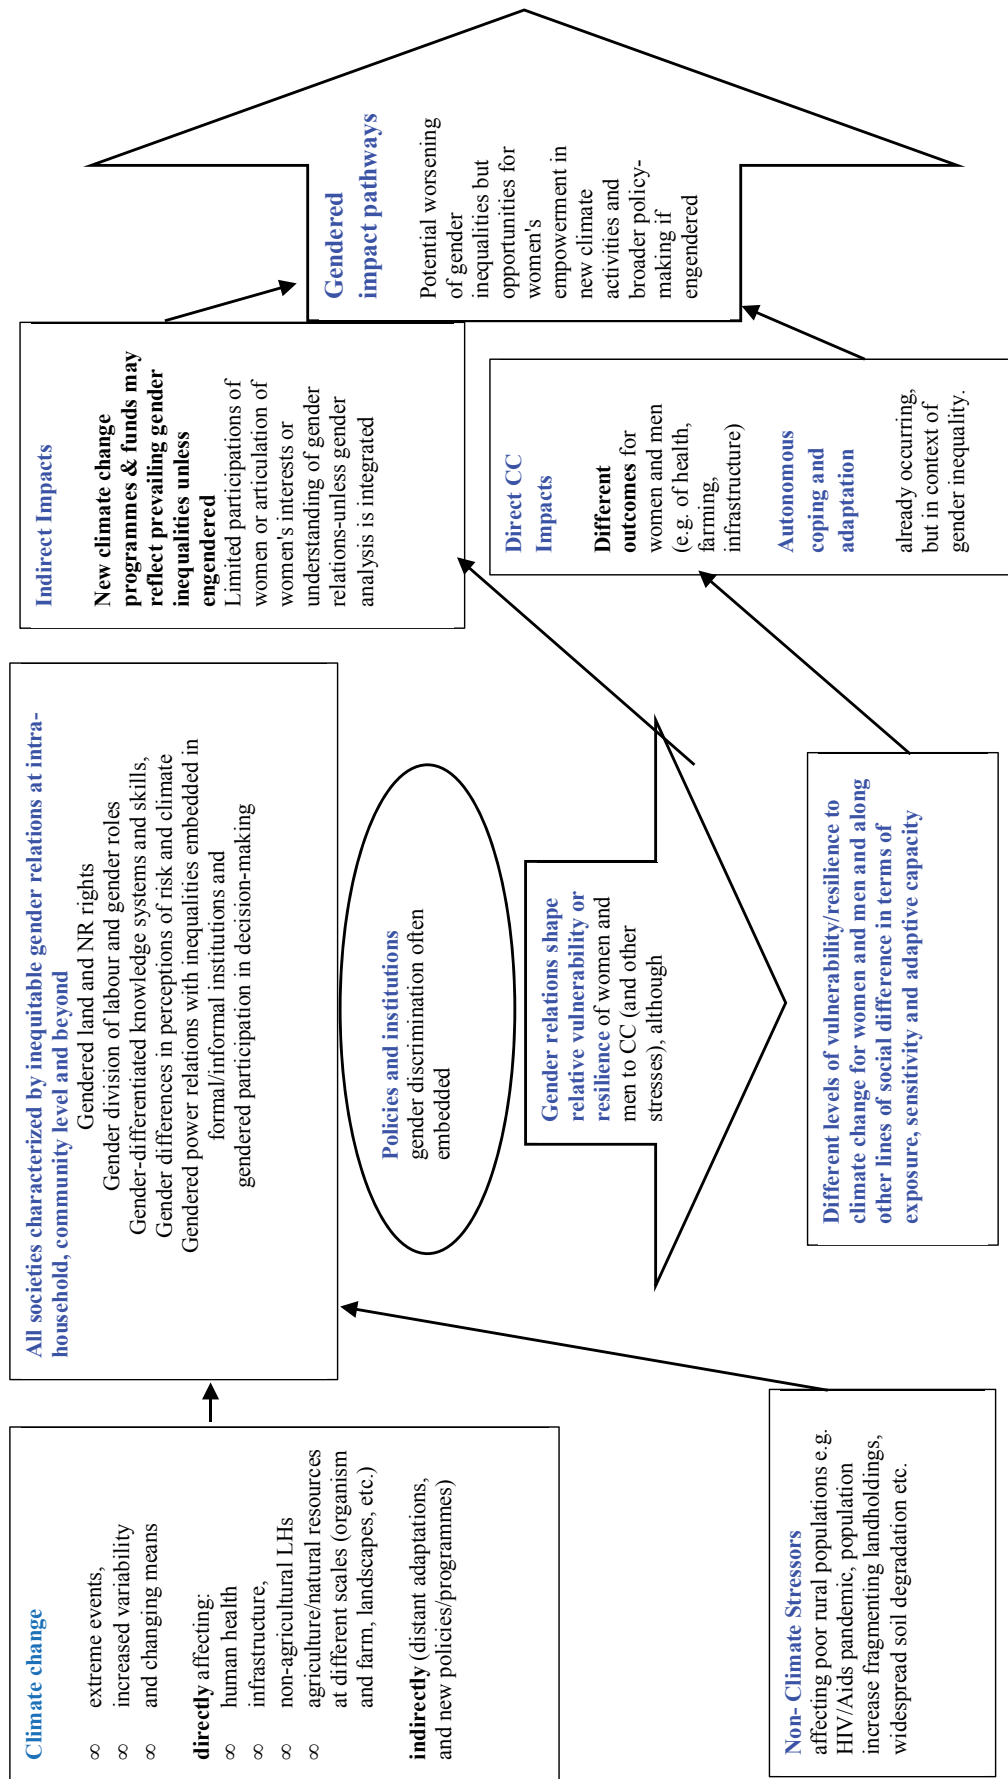 Climate change
∞ extreme events,
∞ increased variability
∞ and changing means
directly affecting:
∞ human health
∞ infrastructure,
∞ non-agricultural LHs
∞ agriculture/natural resources
at different scales (organism
and farm, landscapes, etc.)
indirectly (distant adaptations,
and new policies/programmes)
Non- Climate Stressors
affecting poor rural populations e.g.
HIV/Aids pandemic, population
increase fragmenting landholdings,
widespread soil degradation etc.
All societies characterized by inequitable gender relations at intra-
household, community level and beyond
Gendered land and NR rights
Gender division of labour and gender roles
Gender-differentiated knowledge systems and skills,
Gender differences in perceptions of risk and climate
Gendered power relations with inequalities embedded in
formal/informal institutions and
gendered participation in decision-making
Policies and institutions
gender discrimination often
embedded
Gender relations shape
relative vulnerability or
resilience of women and
men to CC (and other
stresses), although
Different levels of vulnerability/resilience to
climate change for women and men and along
other lines of social difference in terms of
exposure, sensitivity and adaptive capacity
Indirect Impacts
New climate change
programmes & funds may
reflect prevailing gender
inequalities unless
engendered
Limited participations of
women or articulation of
women's interests or
understanding of gender
relations-unless gender
analysis is integrated
Direct CC
Impacts
Different
outcomes for
women and men
(e.g. of health,
farming,
infrastructure)
Autonomous
coping and
adaptation
already occurring,
but in context of
gender inequality.
Gendered
impact pathways
Potential worsening
of gender
inequalities but
opportunities for
women's
empowerment in
new climate
activities and
broader policy-
making if
engendered